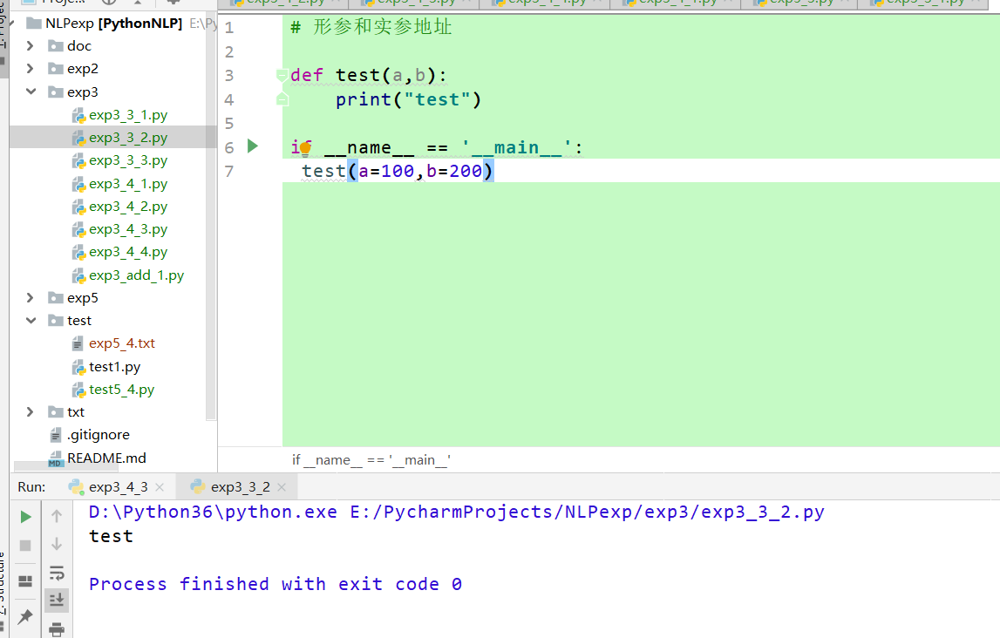 NLPexp [PythonNLP] E:\Py
doc
exp2
exp3
exp3_3_1.py
exp3_3_2.py
exp3_3_3.py
exp3_4_1.py
exp3_4_2.py
exp3_4_3.py
exp3_4_4.py
exp3_add_1.py
exp5
test
exp5_4.txt
test1.py
test5_4.py
txt
.gitignore
README.md
1 # 形参和实参地址
2
3 def test(a,b):
4 print("test")
5
6 if __name__ == '__main__':
7 test(a=100,b=200)
if __name__ == '__main__'
Run: exp3_4_3 exp3_3_2
D:\Python36\python.exe E:/PycharmProjects/NLPexp/exp3/exp3_3_2.py
test
Process finished with exit code 0